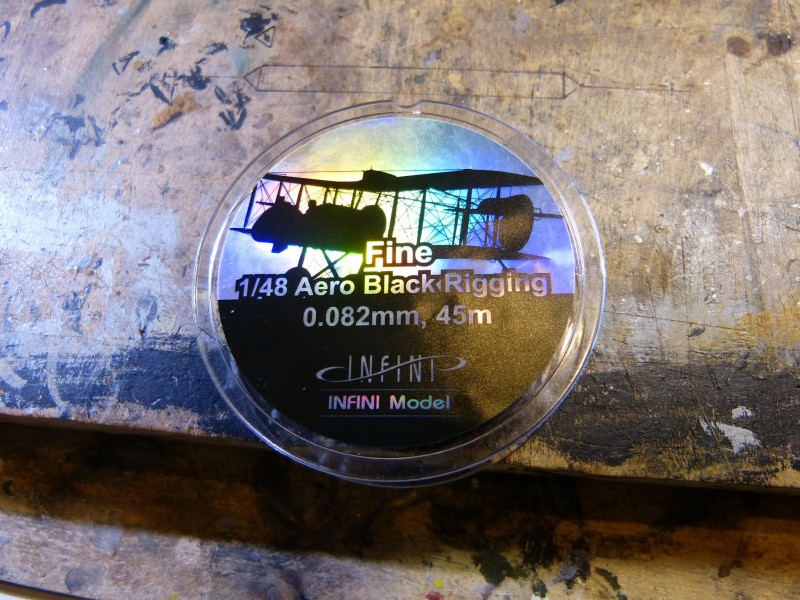 Fine
1/48 Aero Black Rigging
0.082mm, 45m
INFINI
INFINI Model